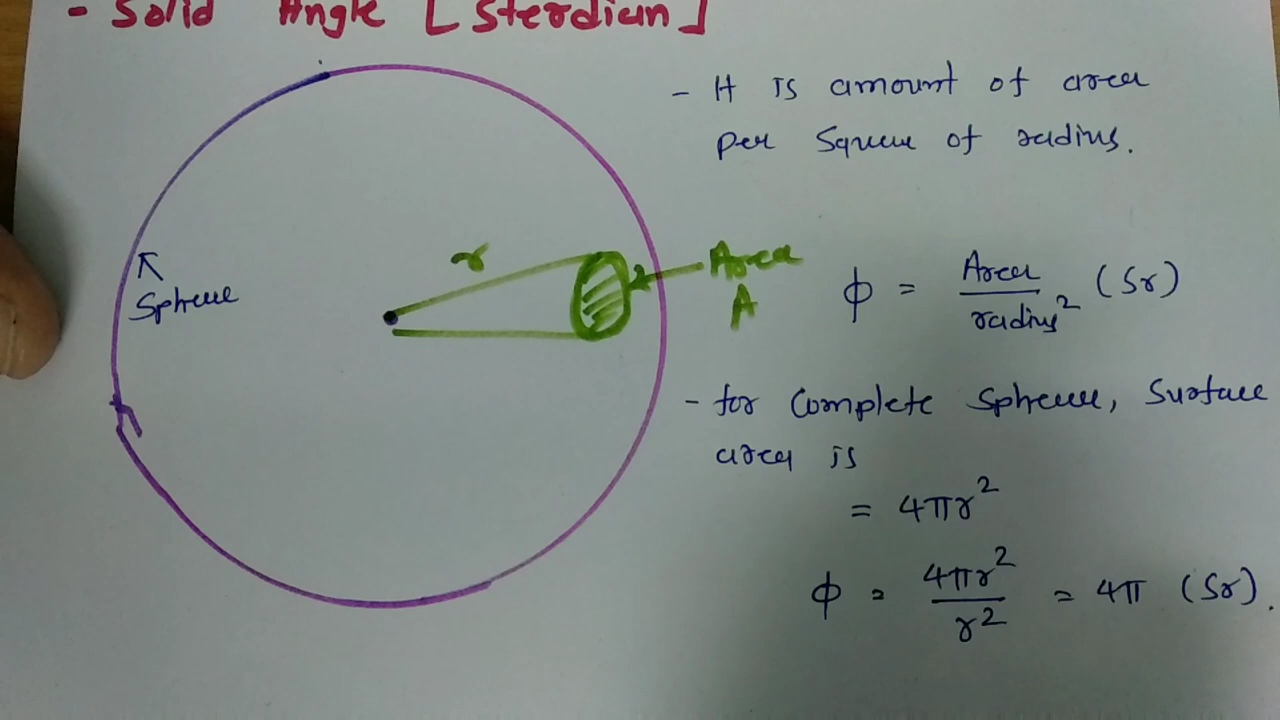 - Solid Angle [Sterdian]
- It is amount of area
per Square of radius.
r
Area
A
Sphere
ϕ = Area / radius² (Sr)
- for Complete Sphere, Surface
area is
= 4πr²
ϕ = 4πr² / r² = 4π (Sr).